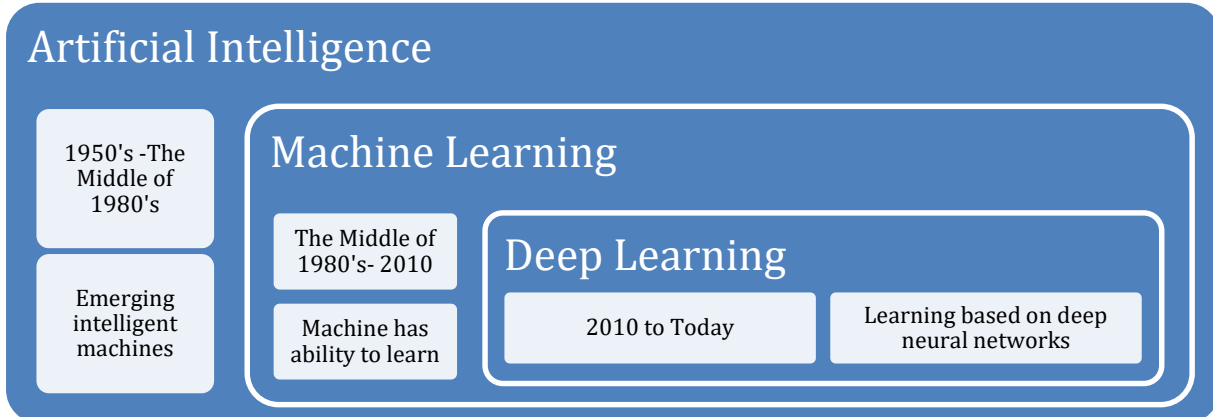 Artificial Intelligence
1950's -The
Middle of
1980's
Emerging
intelligent
machines
Machine Learning
The Middle of
1980's- 2010
Machine has
ability to learn
Deep Learning
2010 to Today
Learning based on deep
neural networks